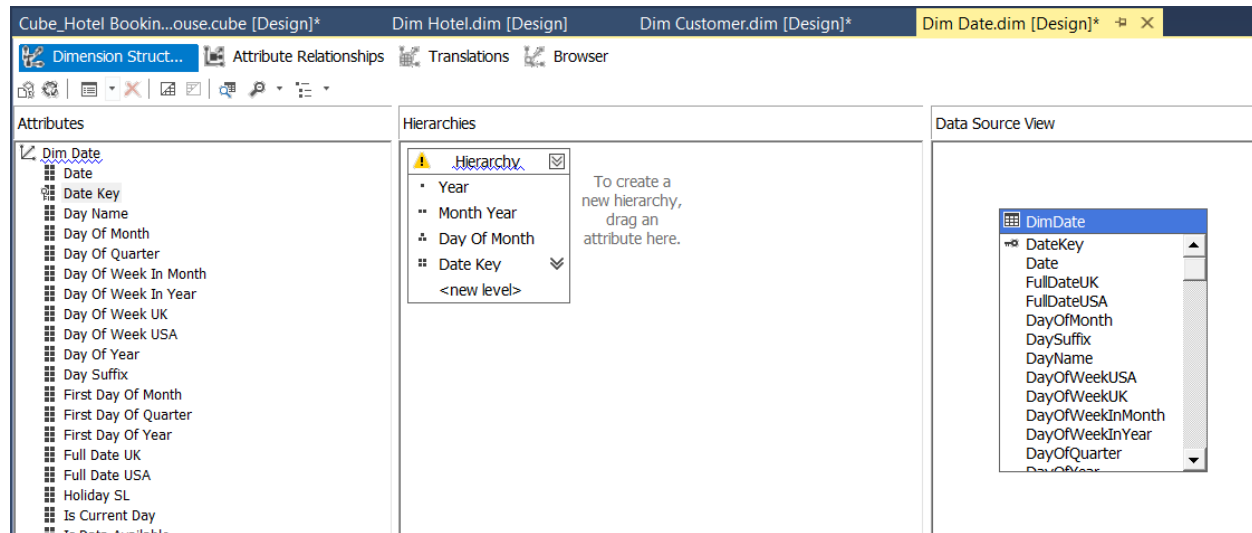 Cube_Hotel Bookin...ouse.cube [Design]*
Dim Hotel.dim [Design]
Dim Customer.dim [Design]*
Dim Date.dim [Design]*
Dimension Struct...
Attribute Relationships
Translations
Browser
Attributes
Dim Date
Date
Date Key
Day Name
Day Of Month
Day Of Quarter
Day Of Week In Month
Day Of Week In Year
Day Of Week UK
Day Of Week USA
Day Of Year
Day Suffix
First Day Of Month
First Day Of Quarter
First Day Of Year
Full Date UK
Full Date USA
Holiday SL
Is Current Day
Is Data Available
Hierarchies
Hierarchy
Year
Month Year
Day Of Month
Date Key
<new level>
To create a
new hierarchy,
drag an
attribute here.
Data Source View
DimDate
DateKey
Date
FullDateUK
FullDateUSA
DayOfMonth
DaySuffix
DayName
DayOfWeekUSA
DayOfWeekUK
DayOfWeekInMonth
DayOfWeekInYear
DayOfQuarter
DayOfYear